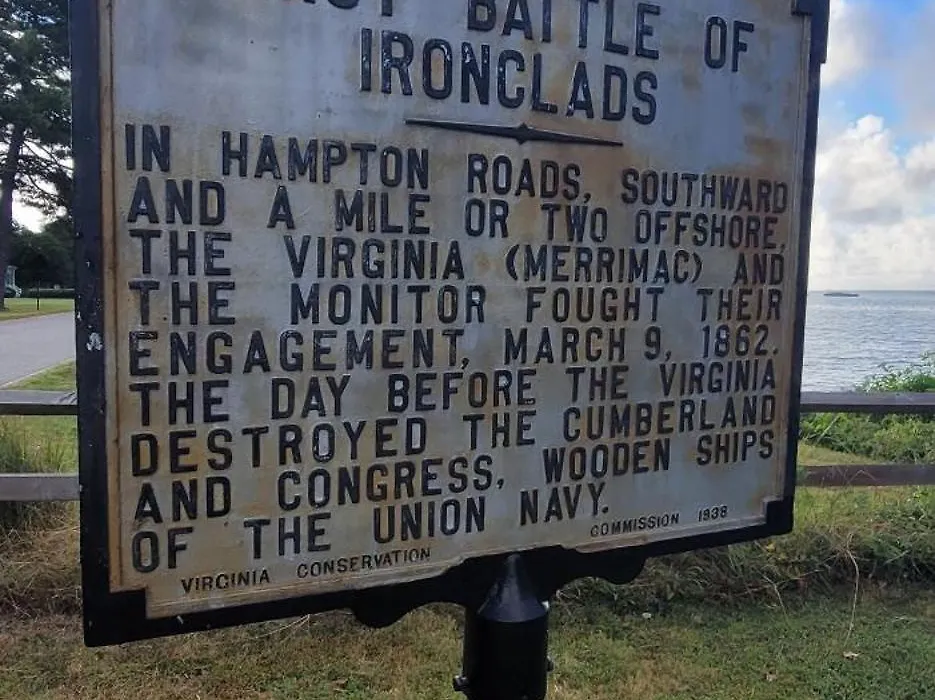 BATTLE OF
IRONCLADS
IN HAMPTON ROADS, SOUTHWARD
AND A MILE OR TWO OFFSHORE,
THE VIRGINIA (MERRIMAC) AND
THE MONITOR FOUGHT THEIR
ENGAGEMENT, MARCH 9, 1862.
THE DAY BEFORE THE VIRGINIA
DESTROYED THE CUMBERLAND
AND CONGRESS, WOODEN SHIPS
OF THE UNION NAVY.
VIRGINIA CONSERVATION COMMISSION 1938